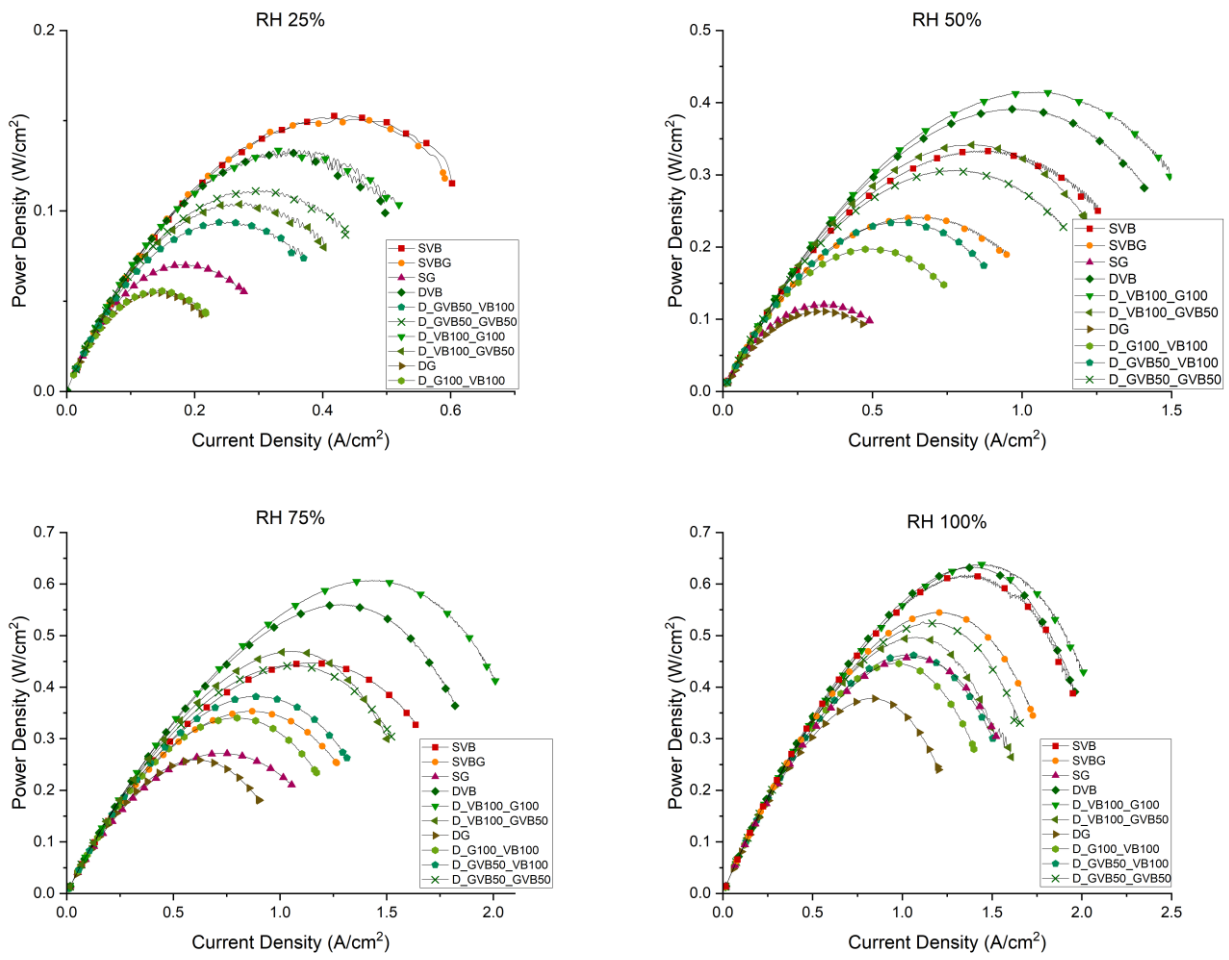 RH 25%
0.2
0.1
0.0
Power Density (W/cm²)
0.0 0.2 0.4 0.6
Current Density (A/cm²)
SVB
SVBG
SG
DVB
D_GVB50_VB100
D_GVB50_GVB50
D_VB100_G100
D_VB100_GVB50
DG
D_G100_VB100
RH 50%
0.4
0.3
0.2
0.1
0.0
Power Density (W/cm²)
0.0 0.5 1.0 1.5
Current Density (A/cm²)
SVB
SVBG
SG
DVB
D_VB100_G100
D_VB100_GVB50
DG
D_G100_VB100
D_GVB50_VB100
D_GVB50_GVB50
RH 75%
0.7
0.6
0.5
0.4
0.3
0.2
0.1
0.0
Power Density (W/cm²)
0.0 0.5 1.0 1.5 2.0
Current Density (A/cm²)
SVB
SVBG
SG
DVB
D_VB100_G100
D_VB100_GVB50
DG
D_G100_VB100
D_GVB50_VB100
D_GVB50_GVB50
RH 100%
0.7
0.6
0.5
0.4
0.3
0.2
0.1
0.0
Power Density (W/cm²)
0.0 0.5 1.0 1.5 2.0 2.5
Current Density (A/cm²)
SVB
SVBG
SG
DVB
D_VB100_G100
D_VB100_GVB50
DG
D_G100_VB100
D_GVB50_VB100
D_GVB50_GVB50